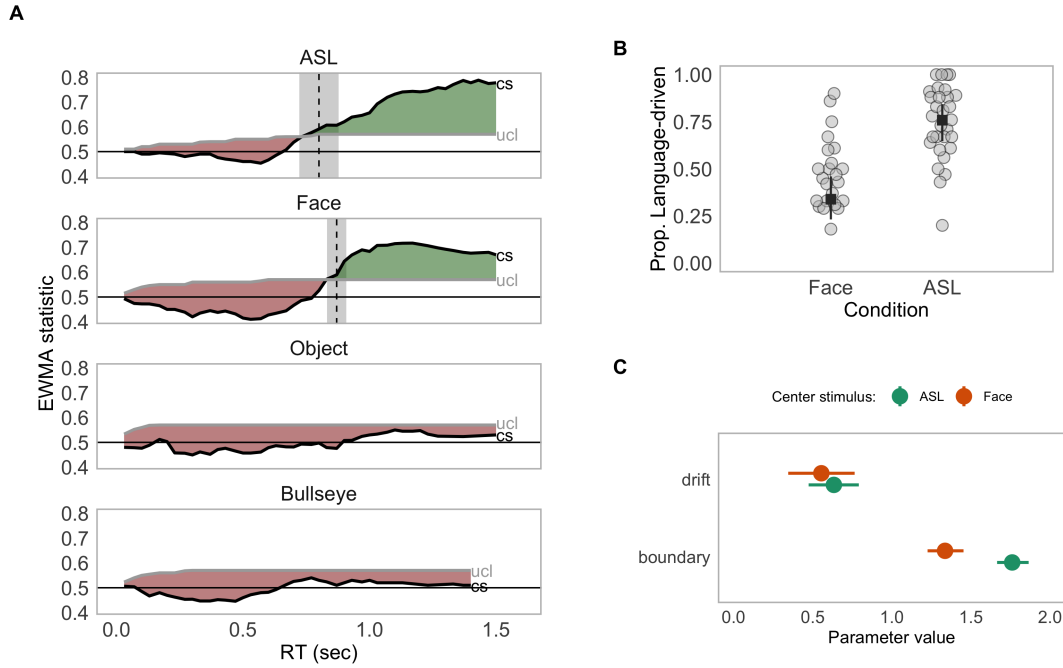 A
EWMA statistic
ASL
0.8
0.7
0.6
0.5
0.4
cs
ucl
Face
0.8
0.7
0.6
0.5
0.4
cs
ucl
Object
0.8
0.7
0.6
0.5
0.4
ucl
cs
Bullseye
0.8
0.7
0.6
0.5
0.4
ucl
cs
0.0 0.5 1.0 1.5
RT (sec)
B
Prop. Language-driven
1.00
0.75
0.50
0.25
0.00
Face ASL
Condition
C
Center stimulus: ASL Face
drift
boundary
0.0 0.5 1.0 1.5 2.0
Parameter value